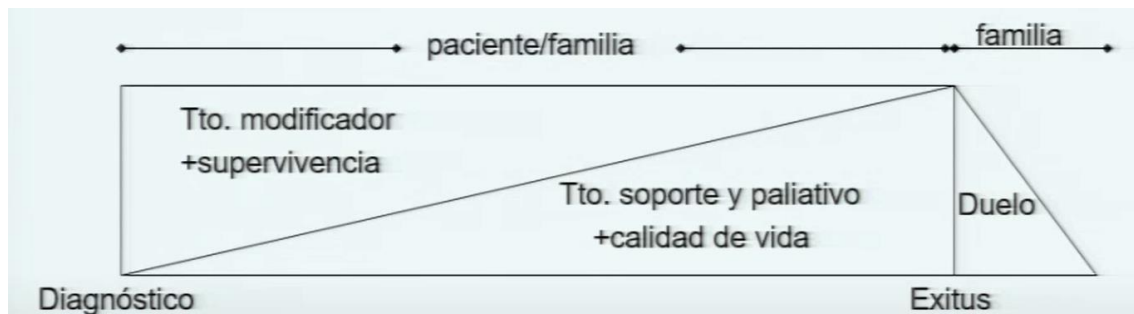 paciente/familia
familia
Tto. modificador
+supervivencia
Tto. soporte y paliativo
+calidad de vida
Duelo
Diagnóstico
Exitus